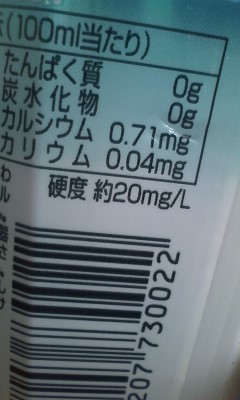 (100ml当たり)
たんぱく質 0g
炭水化物 0g
カルシウム 0.71mg
カリウム 0.04mg
硬度 約20mg/L
207 730022